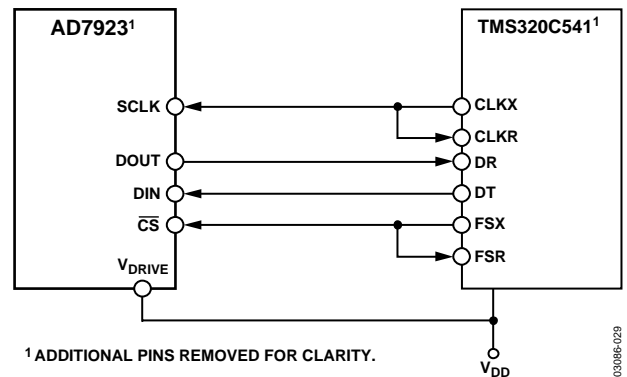 AD7923¹
TMS320C541¹
SCLK
CLKX
CLKR
DOUT
DR
DIN
DT
CS
FSX
FSR
VDRIVE
VDD
¹ ADDITIONAL PINS REMOVED FOR CLARITY.
03086-029